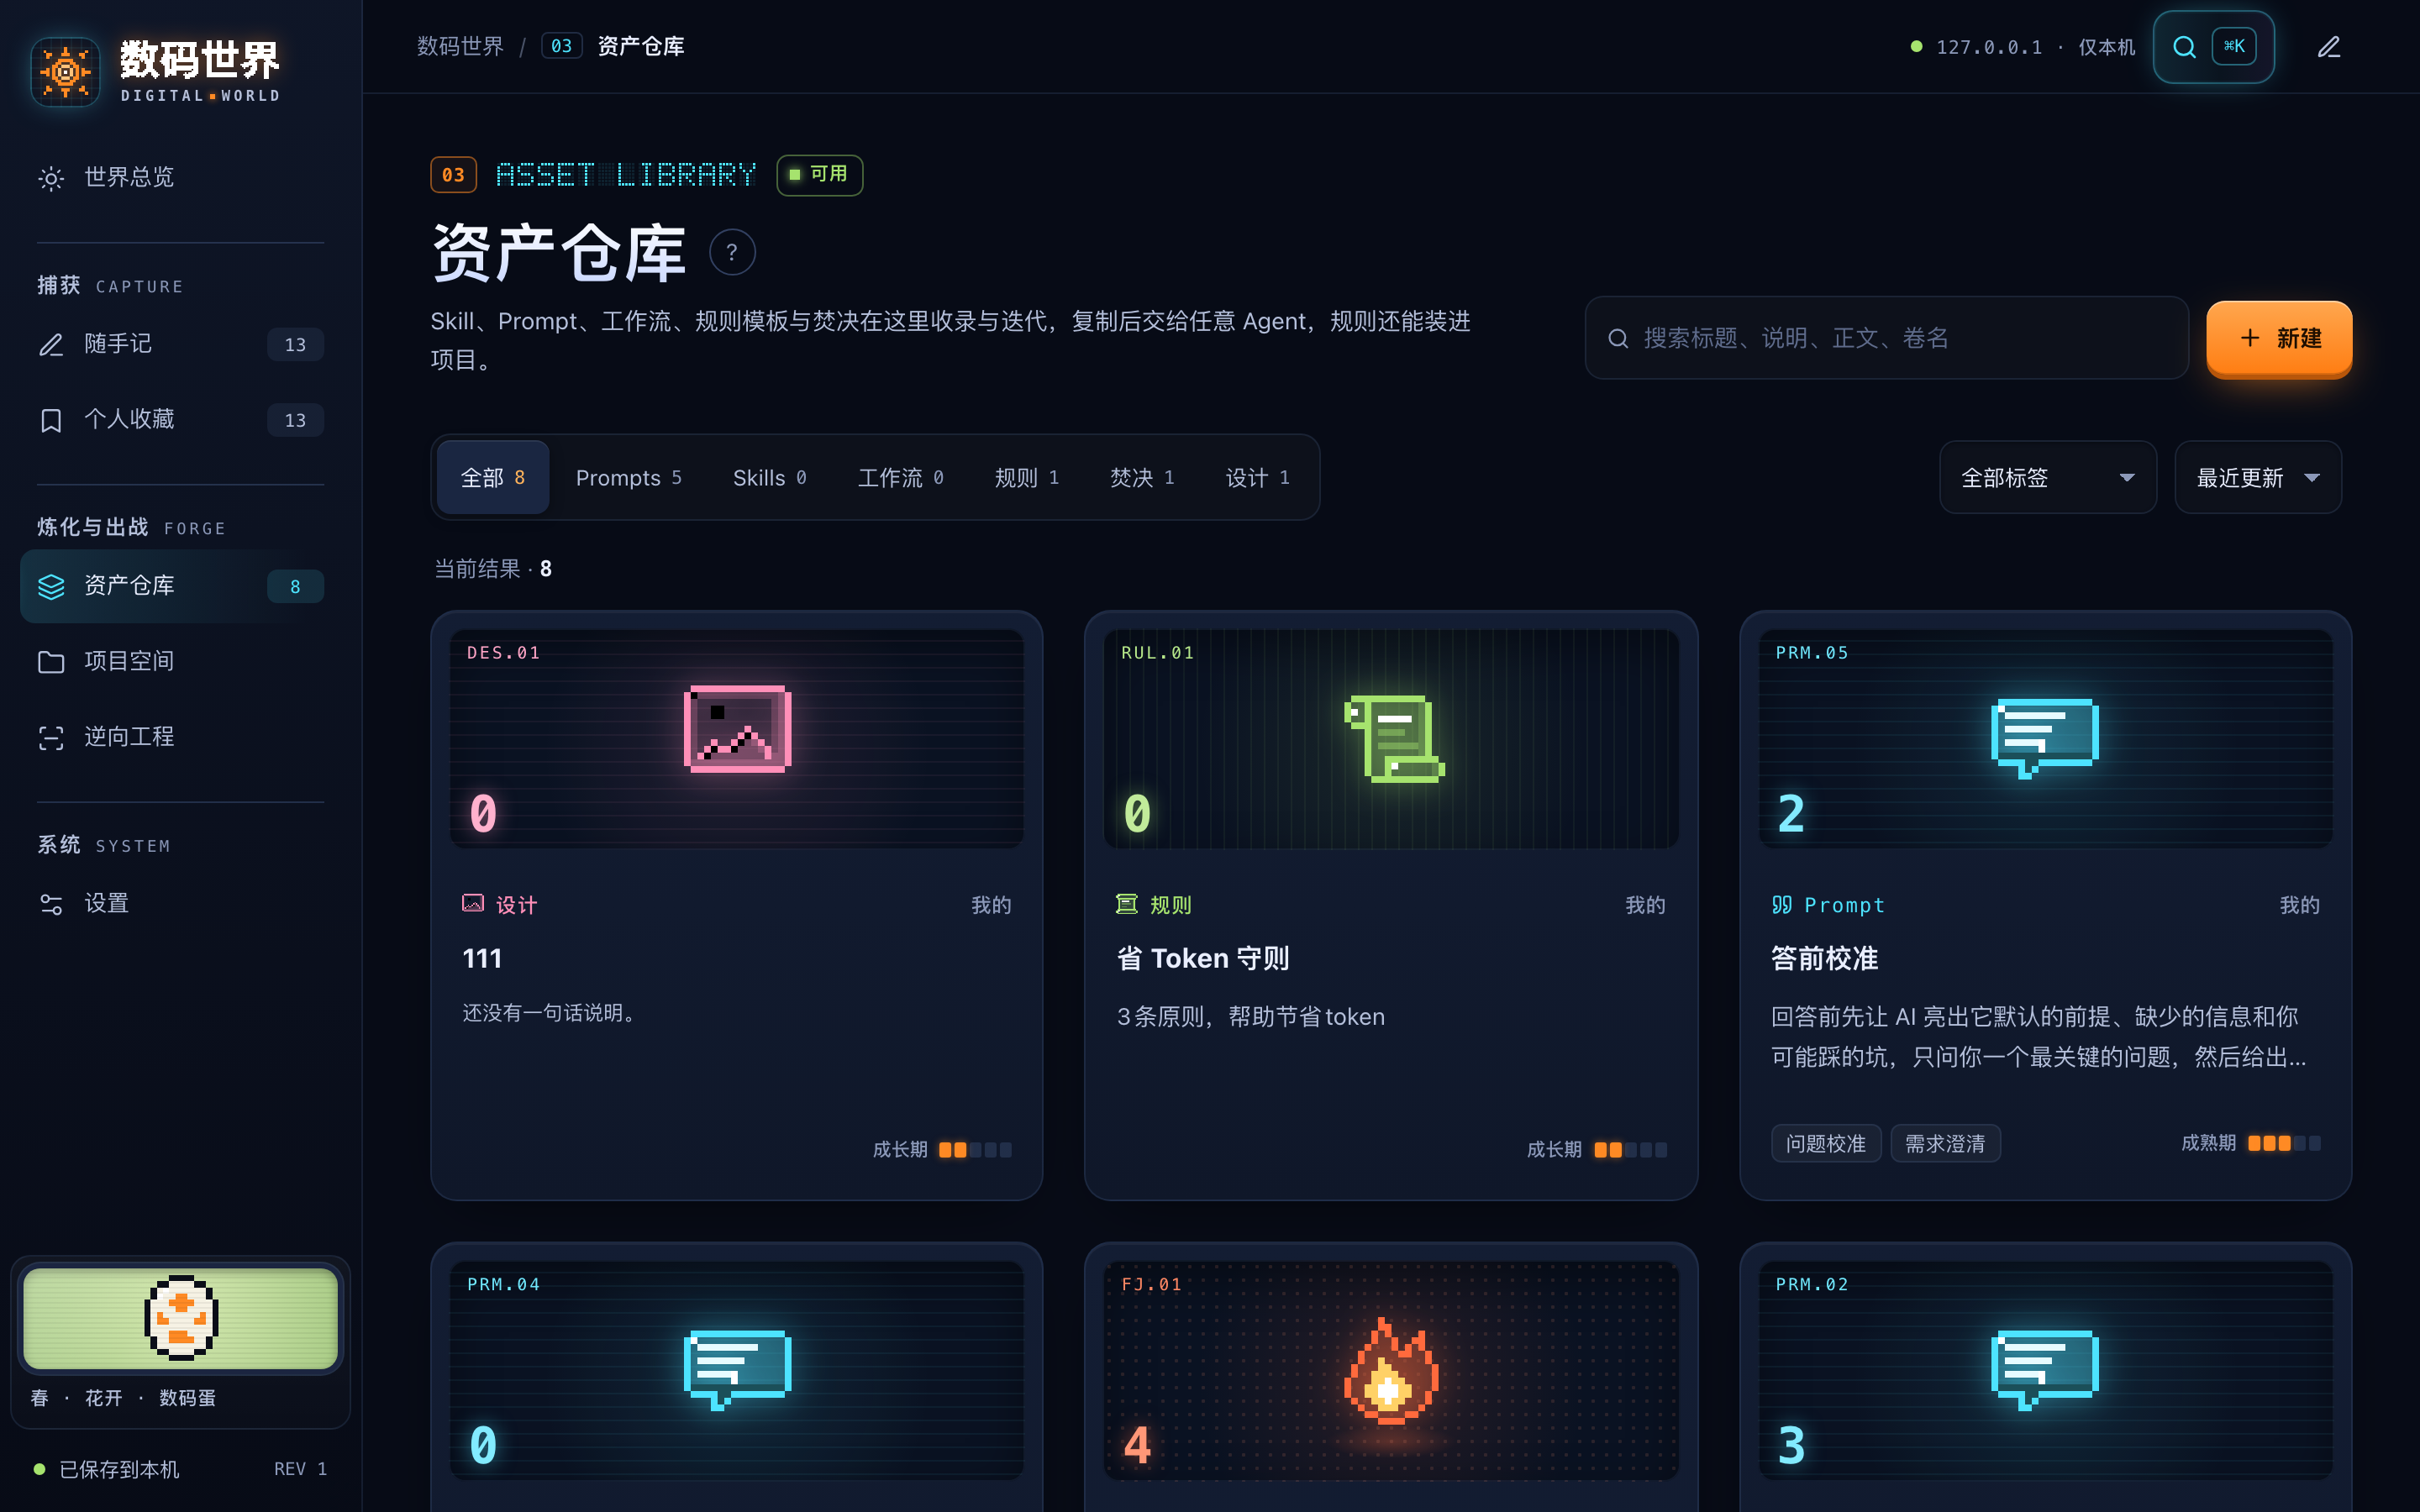 数码世界
DIGITAL WORLD
世界总览
捕获 CAPTURE
随手记 13
个人收藏 13
炼化与出战 FORGE
资产仓库 8
项目空间
逆向工程
系统 SYSTEM
设置
春 · 花开 · 数码蛋
已保存到本机 REV 1
数码世界 / 03 资产仓库
127.0.0.1 · 仅本机 ⌘K
03 ASSET LIBRARY 可用
资产仓库 ?
Skill、Prompt、工作流、规则模板与焚决在这里收录与迭代，复制后交给任意 Agent，规则还能装进
项目。
搜索标题、说明、正文、卷名
+ 新建
全部 8 Prompts 5 Skills 0 工作流 0 规则 1 焚决 1 设计 1
全部标签 最近更新
当前结果 · 8
DES.01
0
设计 我的
111
还没有一句话说明。
成长期
RUL.01
0
规则 我的
省 Token 守则
3条原则，帮助节省token
成长期
PRM.05
2
Prompt 我的
答前校准
回答前先让 AI 亮出它默认的前提、缺少的信息和你
可能踩的坑，只问你一个最关键的问题，然后给出...
问题校准 需求澄清 成熟期
PRM.04
0
FJ.01
4
PRM.02
3